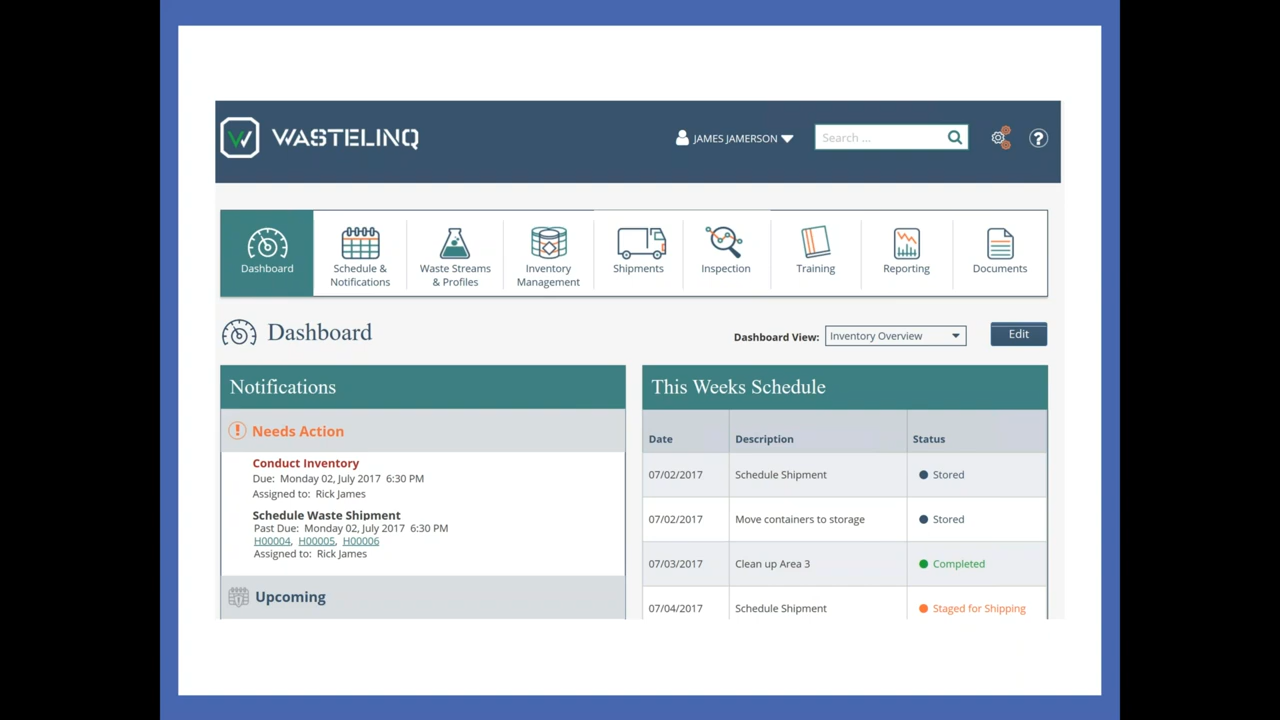 WASTELINQ
JAMES JAMERSON
Search ...
?
Dashboard
Schedule &
Notifications
Waste Streams
& Profiles
Inventory
Management
Shipments
Inspection
Training
Reporting
Documents
Dashboard
Dashboard View:
Inventory Overview
Edit
Notifications
! Needs Action
Conduct Inventory
Due: Monday 02, July 2017 6:30 PM
Assigned to: Rick James
Schedule Waste Shipment
Past Due: Monday 02, July 2017 6:30 PM
H00004, H00005, H00006
Assigned to: Rick James
Upcoming
This Weeks Schedule
Date Description Status
07/02/2017 Schedule Shipment Stored
07/02/2017 Move containers to storage Stored
07/03/2017 Clean up Area 3 Completed
07/04/2017 Schedule Shipment Staged for Shipping